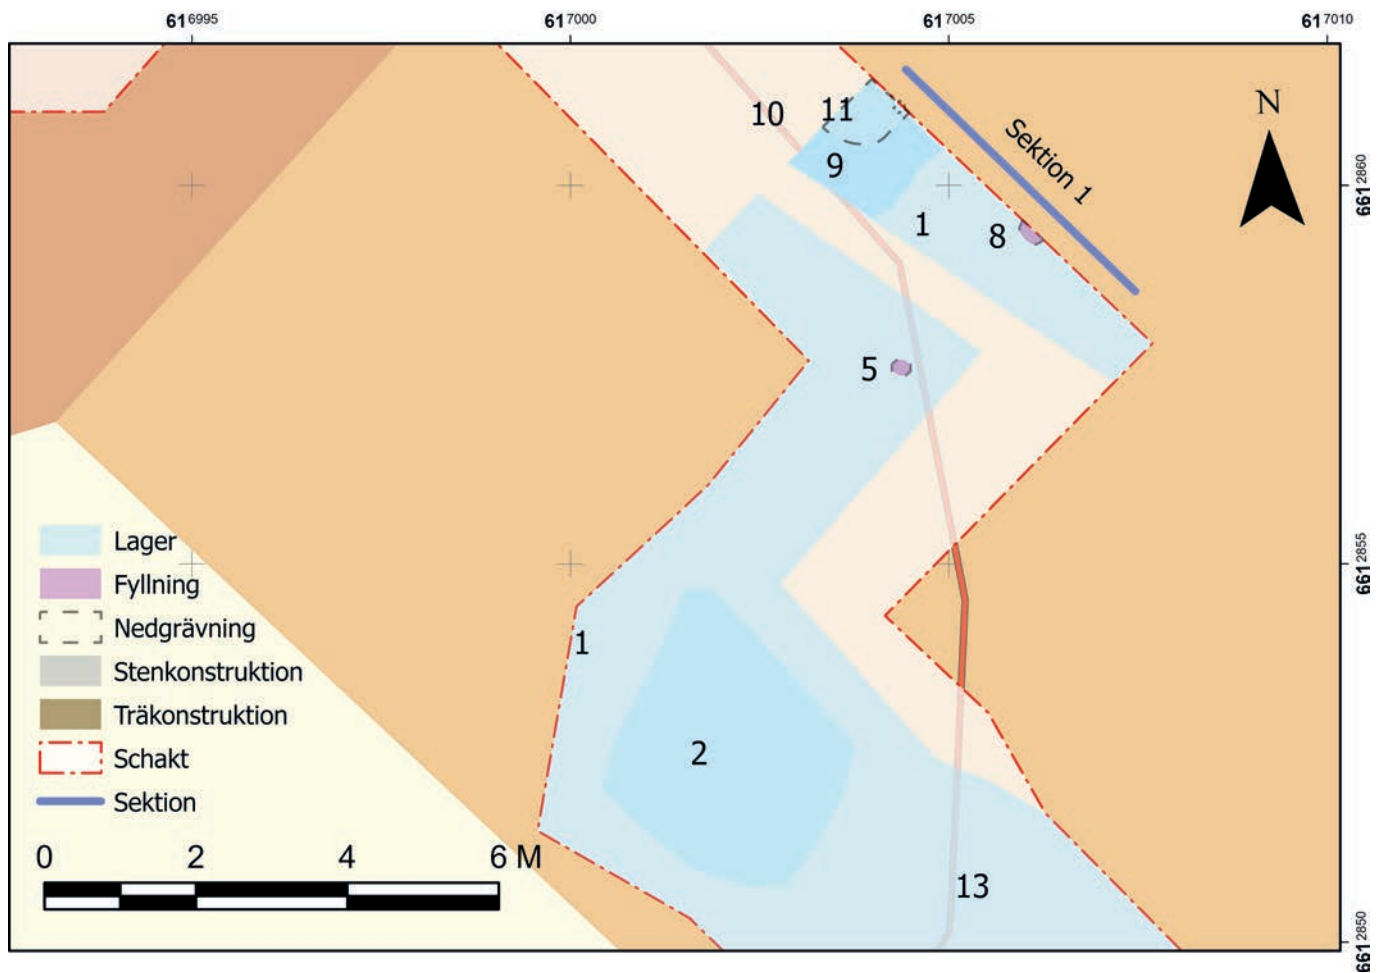 61 6995 61 7000 61 7005 61 7010
N
10 11
9
Sektion 1
661 2860
1
8
5
Lager
Fyllning
Nedgrävning
Stenkonstruktion
Träkonstruktion
Schakt
Sektion
661 2855
1
2
0 2 4 6 M
13
661 2850